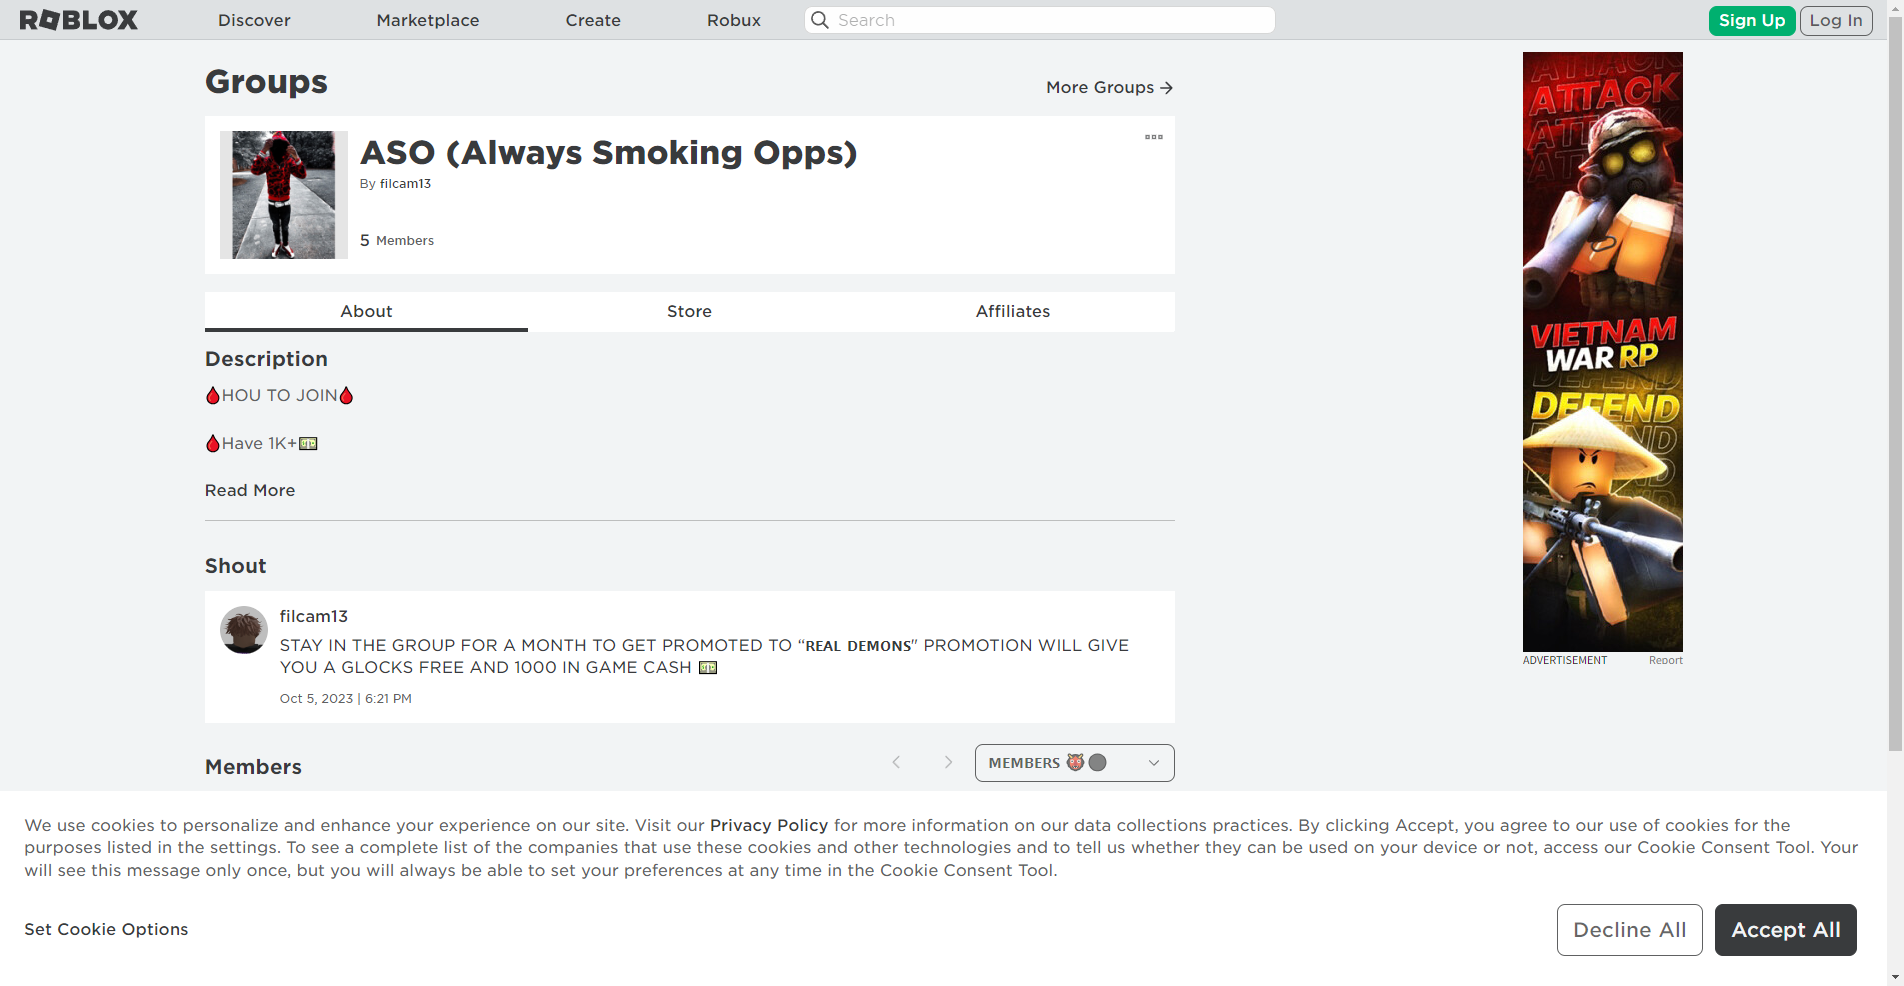 ROBLOX
Discover
Marketplace
Create
Robux
Search
Sign Up
Log In
Groups
More Groups →
ASO (Always Smoking Opps)
By filcam13
5 Members
About
Store
Affiliates
Description
🩸HOU TO JOIN🩸
🩸Have 1K+💵
Read More
Shout
filcam13
STAY IN THE GROUP FOR A MONTH TO GET PROMOTED TO “REAL DEMONS" PROMOTION WILL GIVE
YOU A GLOCKS FREE AND 1000 IN GAME CASH 💵
Oct 5, 2023 | 6:21 PM
Members
MEMBERS 👹⚫
ATTACK
ATTACK
VIETNAM
WAR RP
DEFEND
DEFEND
ADVERTISEMENT
Report
We use cookies to personalize and enhance your experience on our site. Visit our Privacy Policy for more information on our data collections practices. By clicking Accept, you agree to our use of cookies for the
purposes listed in the settings. To see a complete list of the companies that use these cookies and other technologies and to tell us whether they can be used on your device or not, access our Cookie Consent Tool. Your
will see this message only once, but you will always be able to set your preferences at any time in the Cookie Consent Tool.
Set Cookie Options
Decline All
Accept All